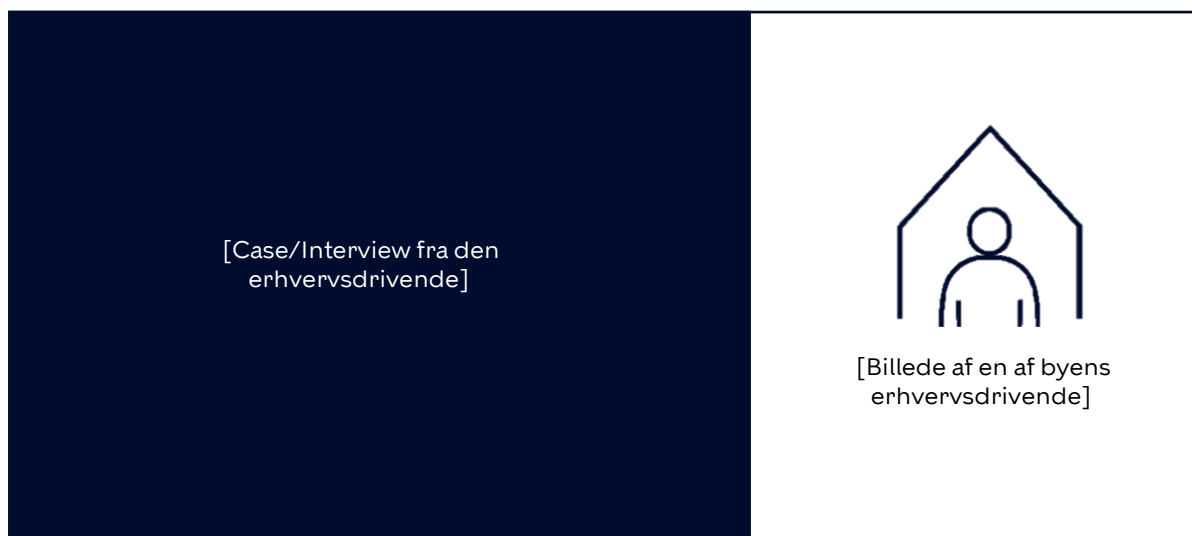 [Case/Interview fra den
erhvervsdrivende]
[Billede af en af byens
erhvervsdrivende]